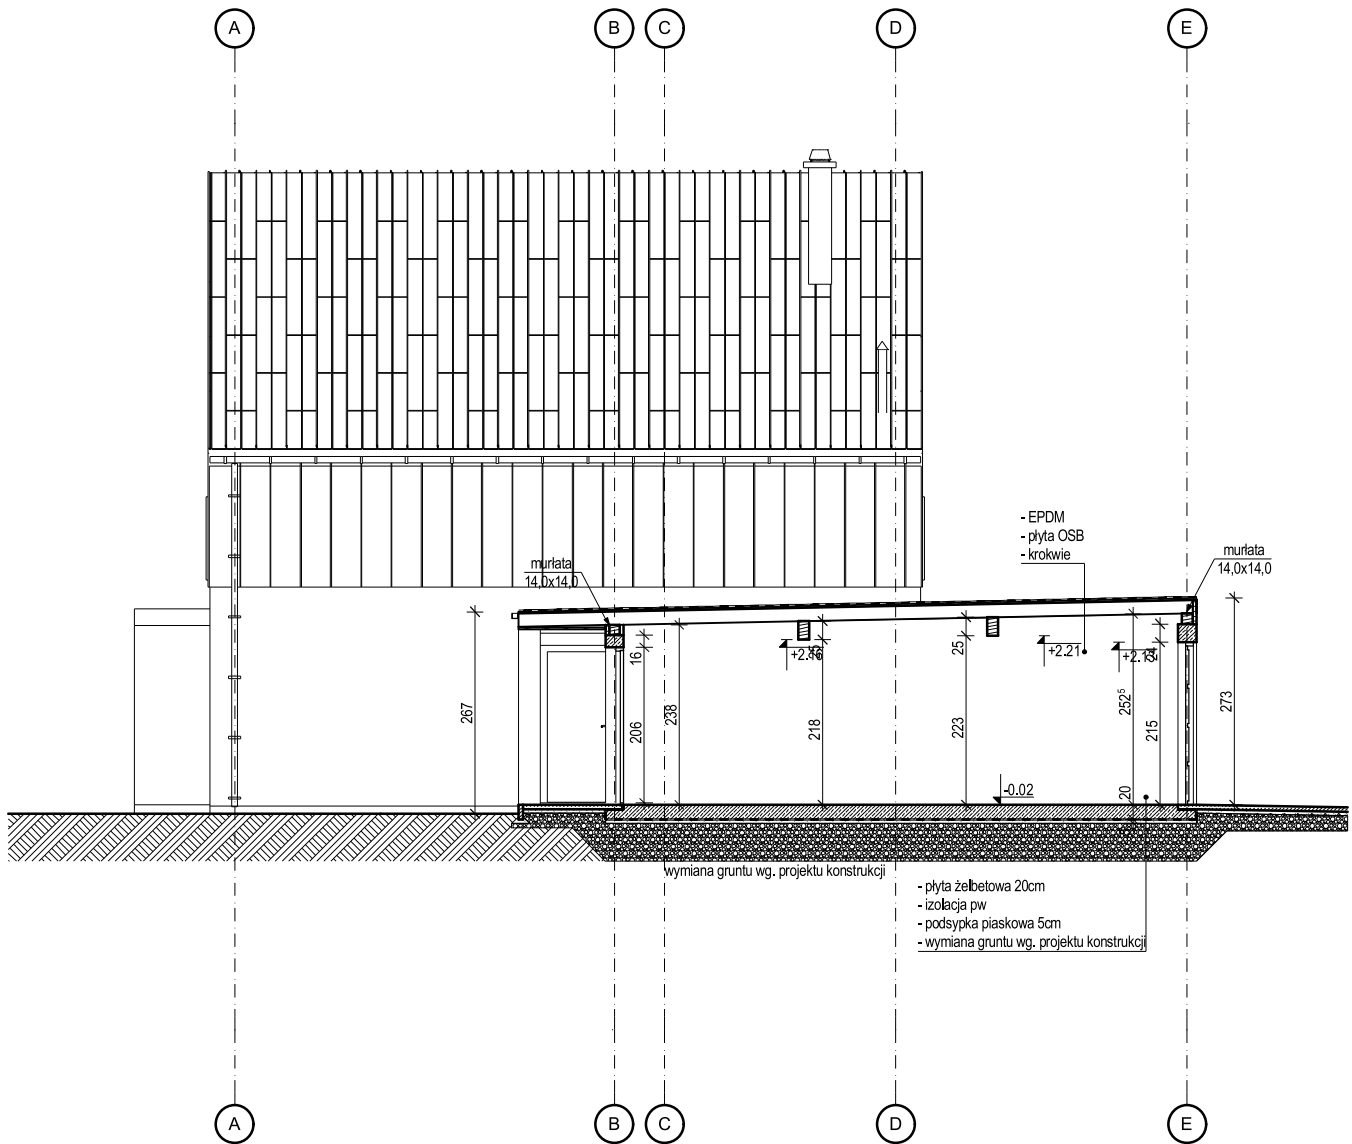 A B C D E
- EPDM
- płyta OSB
- krokwie
murłata
14,0x14,0
murłata
14,0x14,0
+2.16
+2.21
+2.13
16
25
267
206
238
218
223
252⁵
215
273
-0.02
20
wymiana gruntu wg. projektu konstrukcji
- płyta żelbetowa 20cm
- izolacja pw
- podsypka piaskowa 5cm
- wymiana gruntu wg. projektu konstrukcji
A B C D E